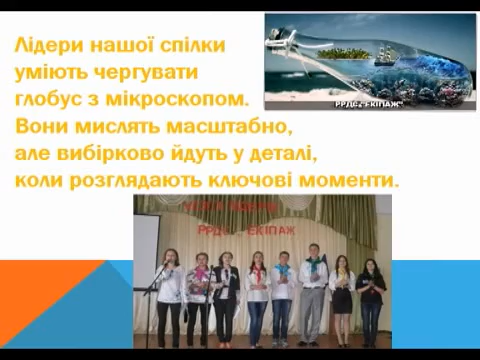 Лідери нашої спілки
уміють чергувати
глобус з мікроскопом.
Вони мислять масштабно,
але вибірково йдуть у деталі,
коли розглядають ключові моменти.
РРДС "ЕКІПАЖ"
РРДС ЕКІПАЖ